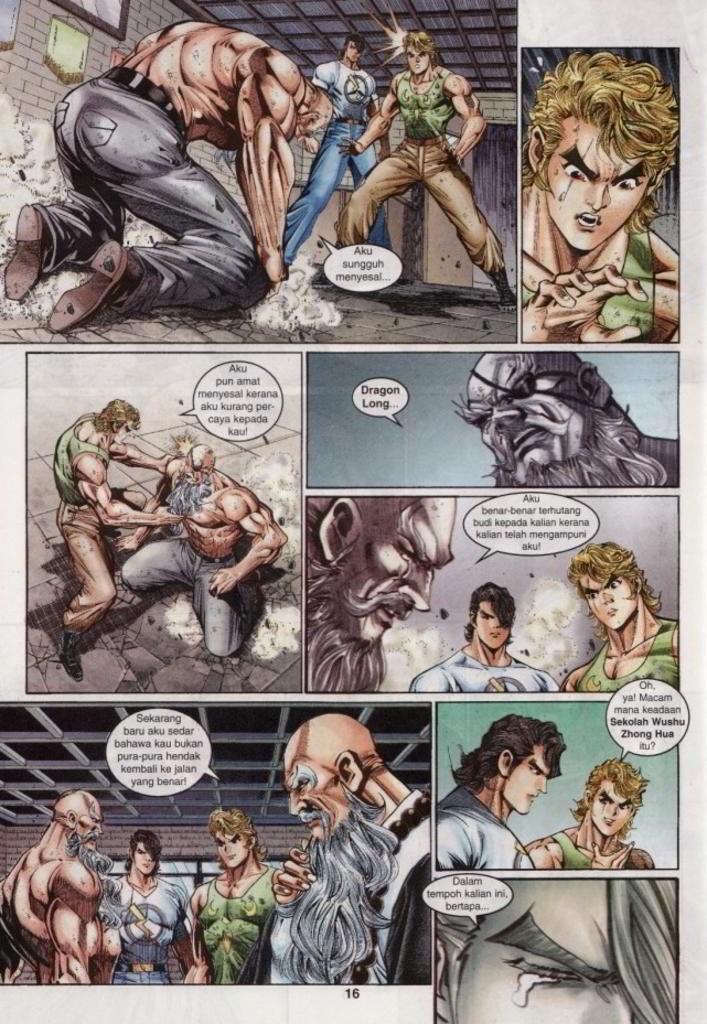 Aku
sungguh
menyesal...
Aku
pun amat
menyesal kerana
aku kurang per-
caya kepada
kau!
Dragon
Long...
Aku
benar-benar terhutang
budi kepada kalian kerana
kalian telah mengampuni
aku!
Sekarang
baru aku sedar
bahawa kau bukan
pura-pura hendak
kembali ke jalan
yang benar!
Oh,
ya! Macam
mana keadaan
Sekolah Wushu
Zhong Hua
itu?
Dalam
tempoh kalian ini,
bertapa...
16